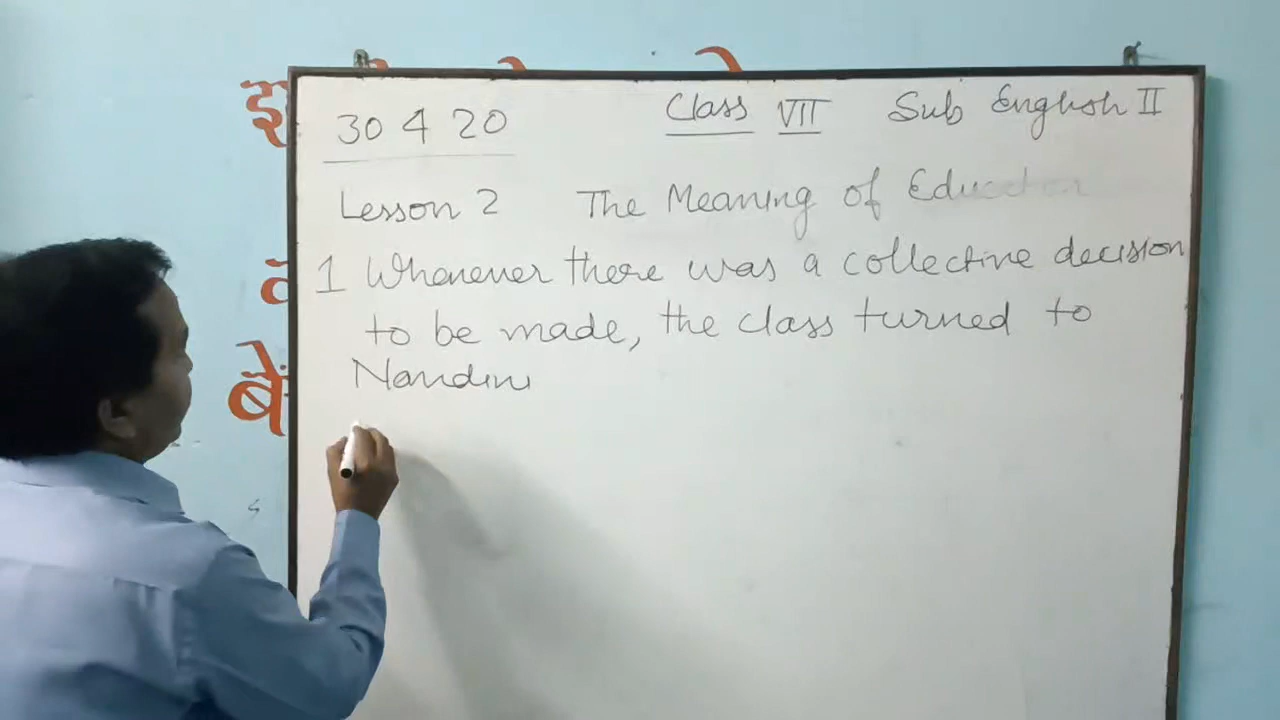 30 4 20 Class VII Sub English II
Lesson 2 The Meaning of Education
1 Whenever there was a collective decision
to be made, the class turned to
Nandini